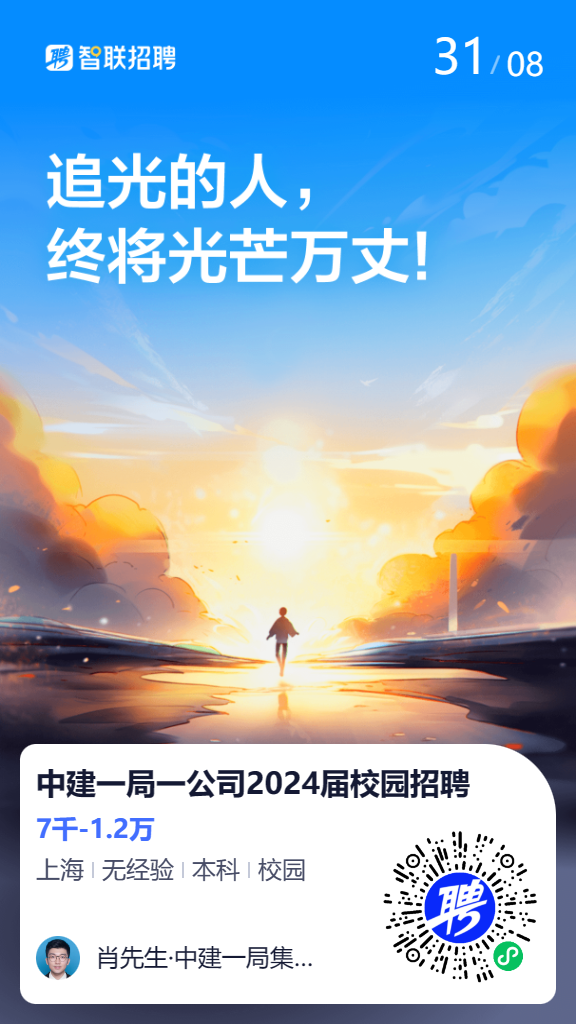 智联招聘
31/08
追光的人，
终将光芒万丈!
中建一局一公司2024届校园招聘
7千-1.2万
上海|无经验|本科|校园
聘
肖先生·中建一局集...